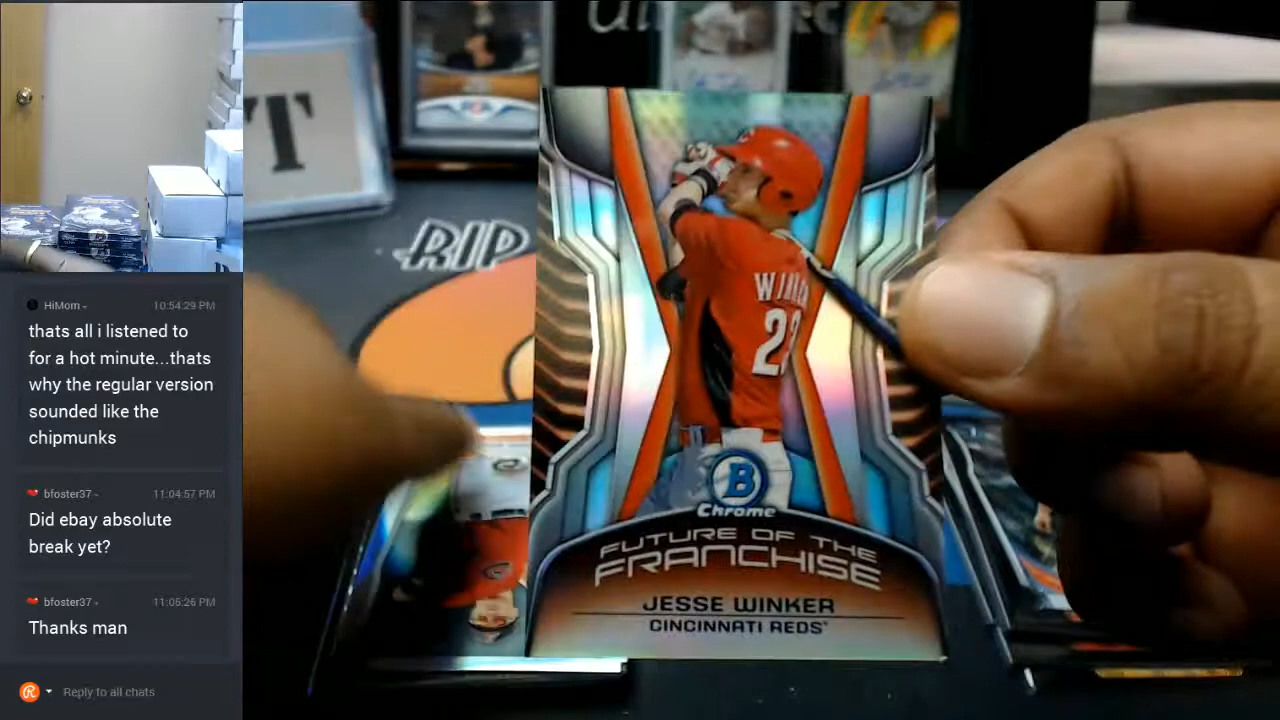 HiMom
10:54:29 PM
thats all i listened to
for a hot minute...thats
why the regular version
sounded like the
chipmunks
bfoster37
11:04:57 PM
Did ebay absolute
break yet?
bfoster37
11:05:26 PM
Thanks man
Reply to all chats
T
RIP
23
B
Chrome
FUTURE OF THE
FRANCHISE
JESSE WINKER
CINCINNATI REDS